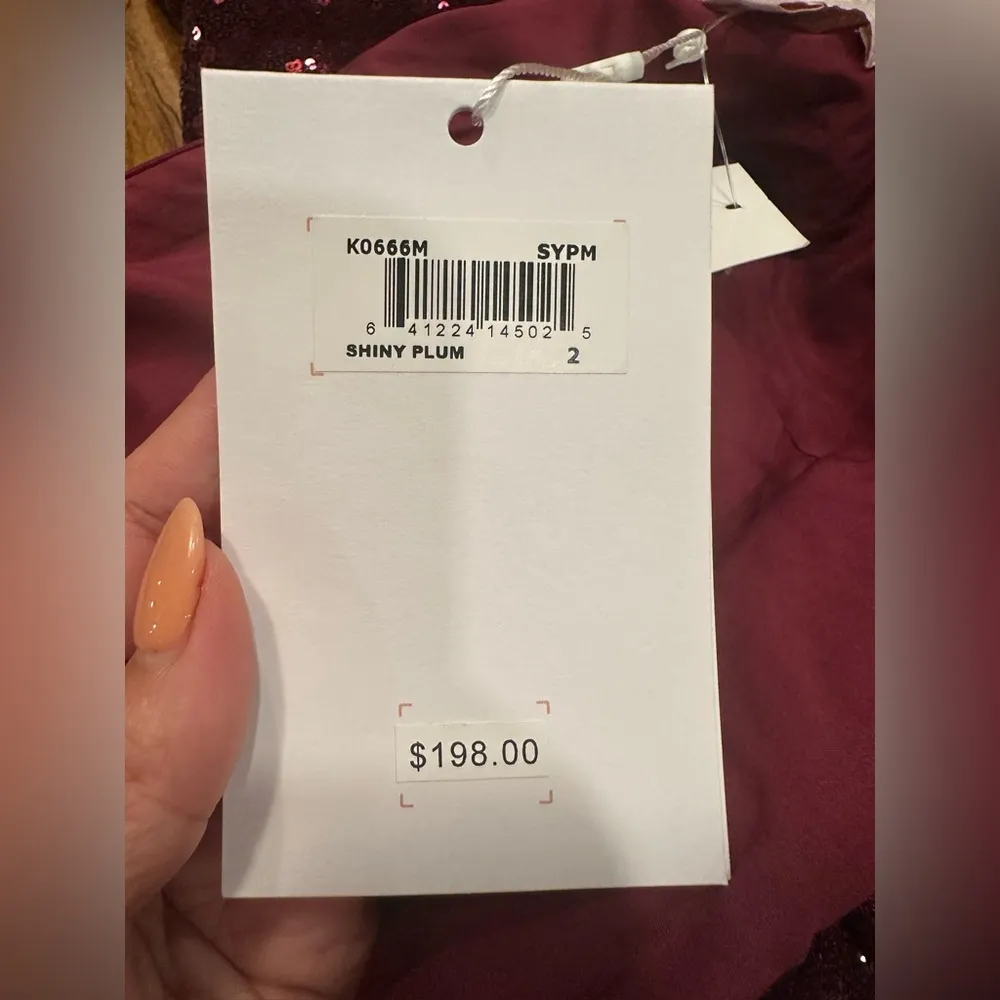 K0666M SYPM
6 41224 14502 5
SHINY PLUM 2
$198.00